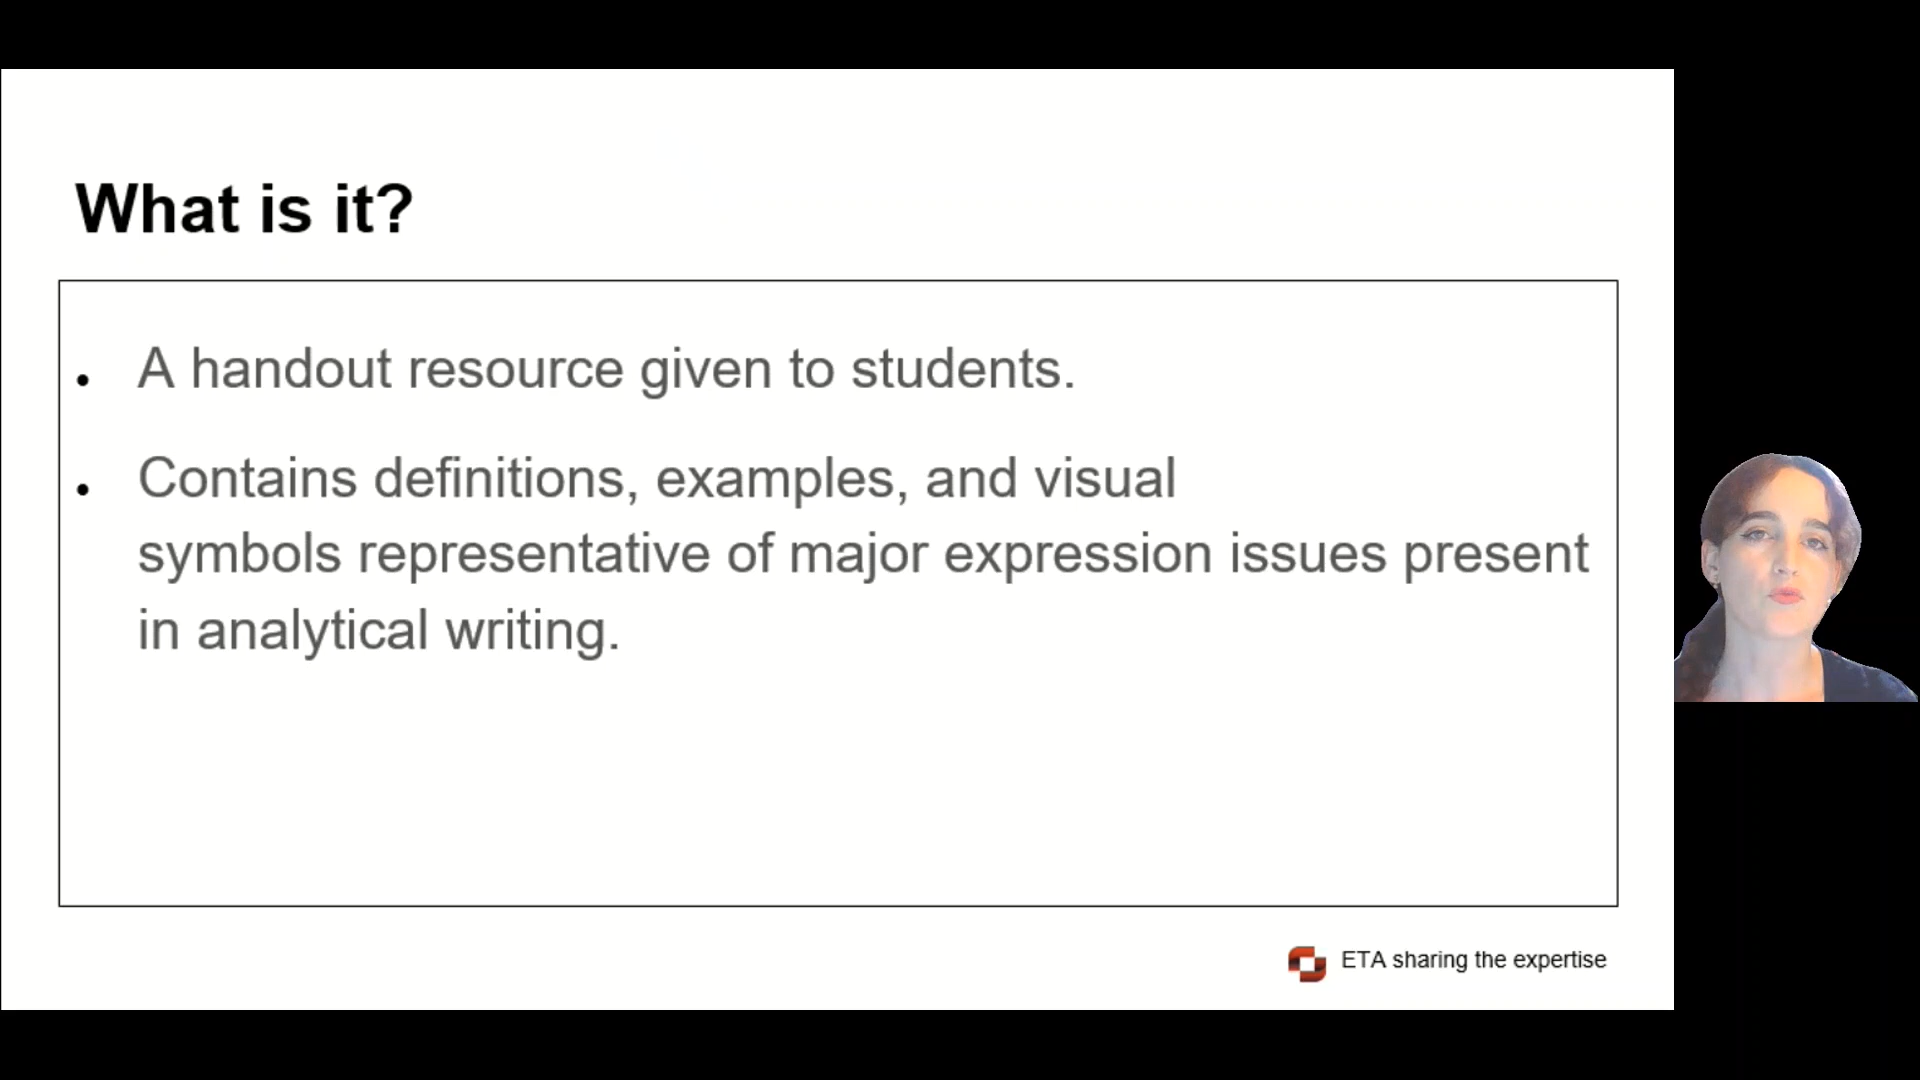 What is it?
• A handout resource given to students.
• Contains definitions, examples, and visual
symbols representative of major expression issues present
in analytical writing.
ETA sharing the expertise